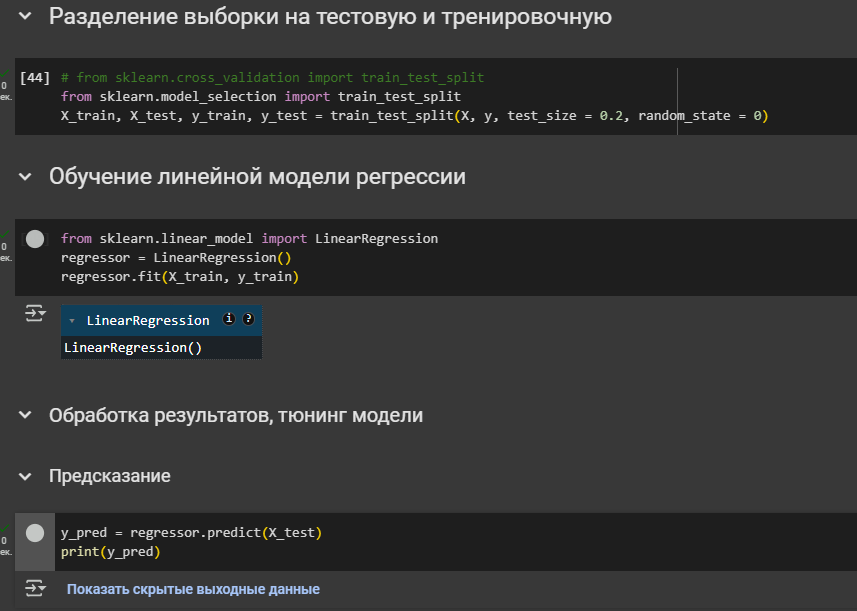 Разделение выборки на тестовую и тренировочную
[44] # from sklearn.cross_validation import train_test_split
0
ек.
from sklearn.model_selection import train_test_split
X_train, X_test, y_train, y_test = train_test_split(X, y, test_size = 0.2, random_state = 0)
Обучение линейной модели регрессии
0
ек.
from sklearn.linear_model import LinearRegression
regressor = LinearRegression()
regressor.fit(X_train, y_train)
LinearRegression i ?
LinearRegression()
Обработка результатов, тюнинг модели
Предсказание
0
ек.
y_pred = regressor.predict(X_test)
print(y_pred)
Показать скрытые выходные данные